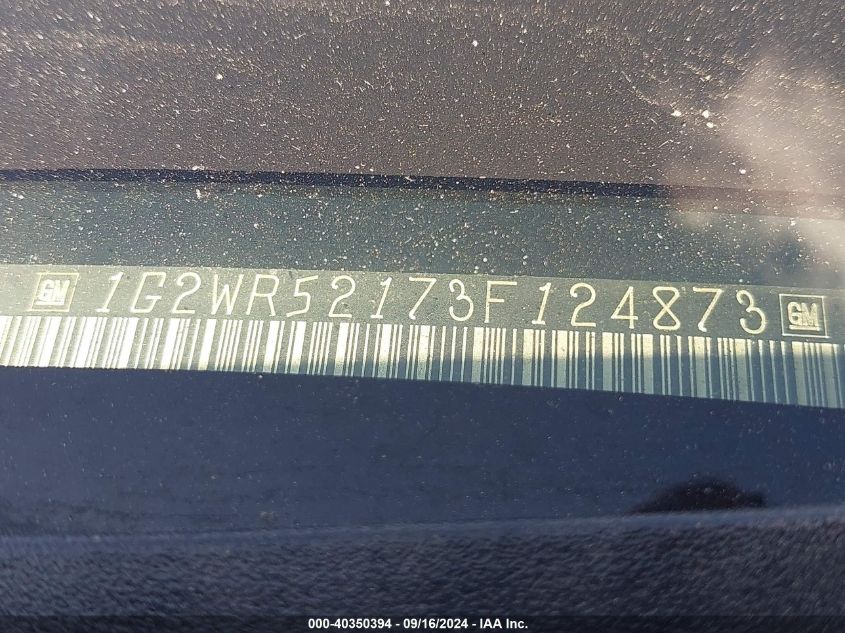 GM 1G2WR52173F124873 GM
000-40350394 - 09/16/2024 - IAA Inc.